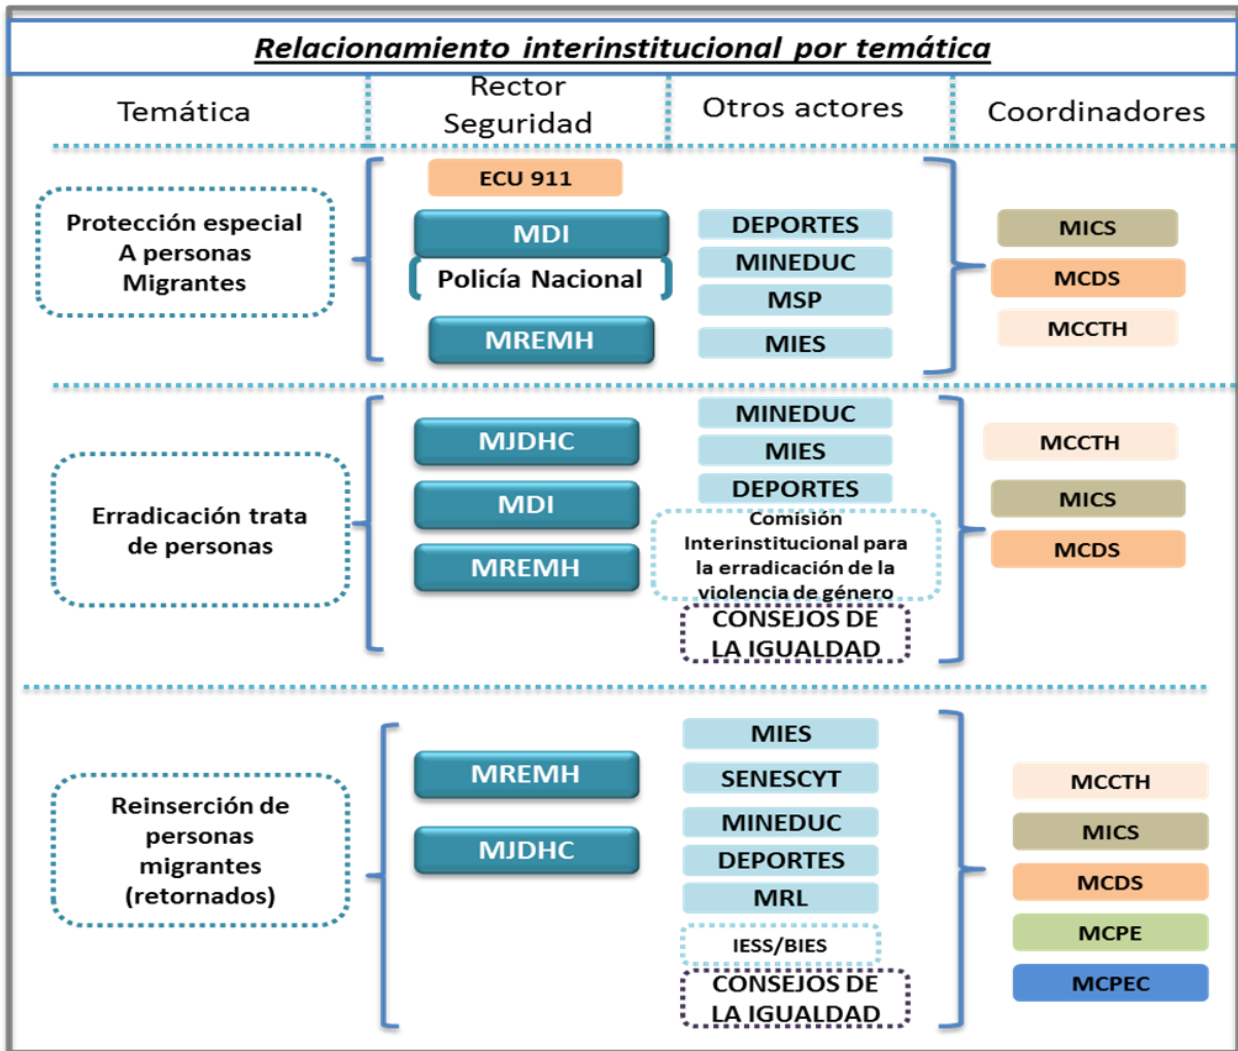 Relacionamiento interinstitucional por temática
Temática
Rector
Seguridad
Otros actores
Coordinadores
Protección especial
A personas
Migrantes
ECU 911
MDI
Policía Nacional
MREMH
DEPORTES
MINEDUC
MSP
MIES
MICS
MCDS
MCCTH
Erradicación trata
de personas
MJDHC
MDI
MREMH
MINEDUC
MIES
DEPORTES
Comisión
Interinstitucional para
la erradicación de la
violencia de género
CONSEJOS DE
LA IGUALDAD
MCCTH
MICS
MCDS
Reinserción de
personas
migrantes
(retornados)
MREMH
MJDHC
MIES
SENESCYT
MINEDUC
DEPORTES
MRL
IESS/BIES
CONSEJOS DE
LA IGUALDAD
MCCTH
MICS
MCDS
MCPE
MCPEC